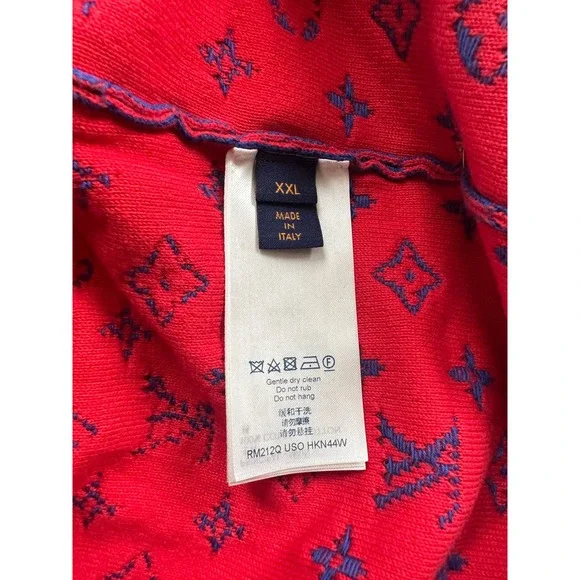 XXL
MADE
IN
ITALY
Gentle dry clean
Do not rub
Do not hang
缓和干洗
请勿摩擦
请勿悬挂
RM212Q USO HKN44W